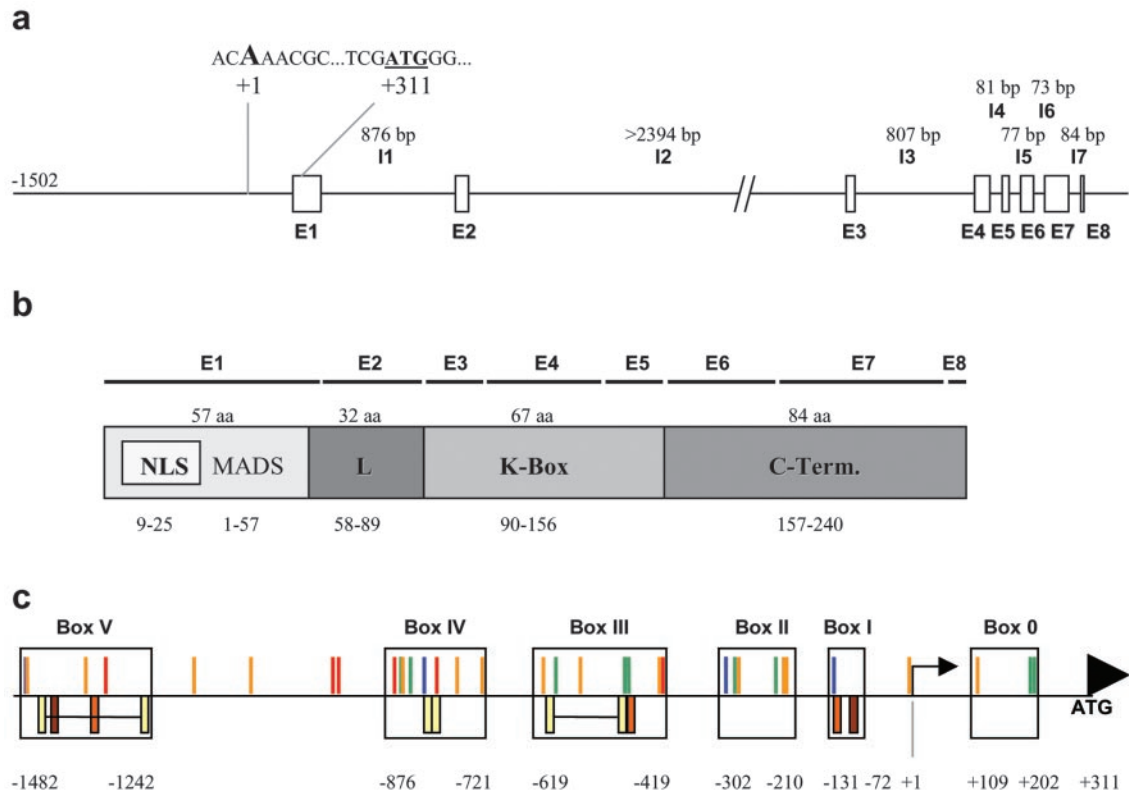 a
ACAAACGC...TCGATGGG...
+1 +311
81 bp 73 bp
I4 I6
876 bp >2394 bp 807 bp 77 bp 84 bp
I1 I2 I3 I5 I7
-1502
E1 E2 E3 E4 E5 E6 E7 E8
b
E1 E2 E3 E4 E5 E6 E7 E8
57 aa 32 aa 67 aa 84 aa
NLS MADS L K-Box C-Term.
9-25 1-57 58-89 90-156 157-240
c
Box V Box IV Box III Box II Box I Box 0
ATG
-1482 -1242 -876 -721 -619 -419 -302 -210 -131 -72 +1 +109 +202 +311